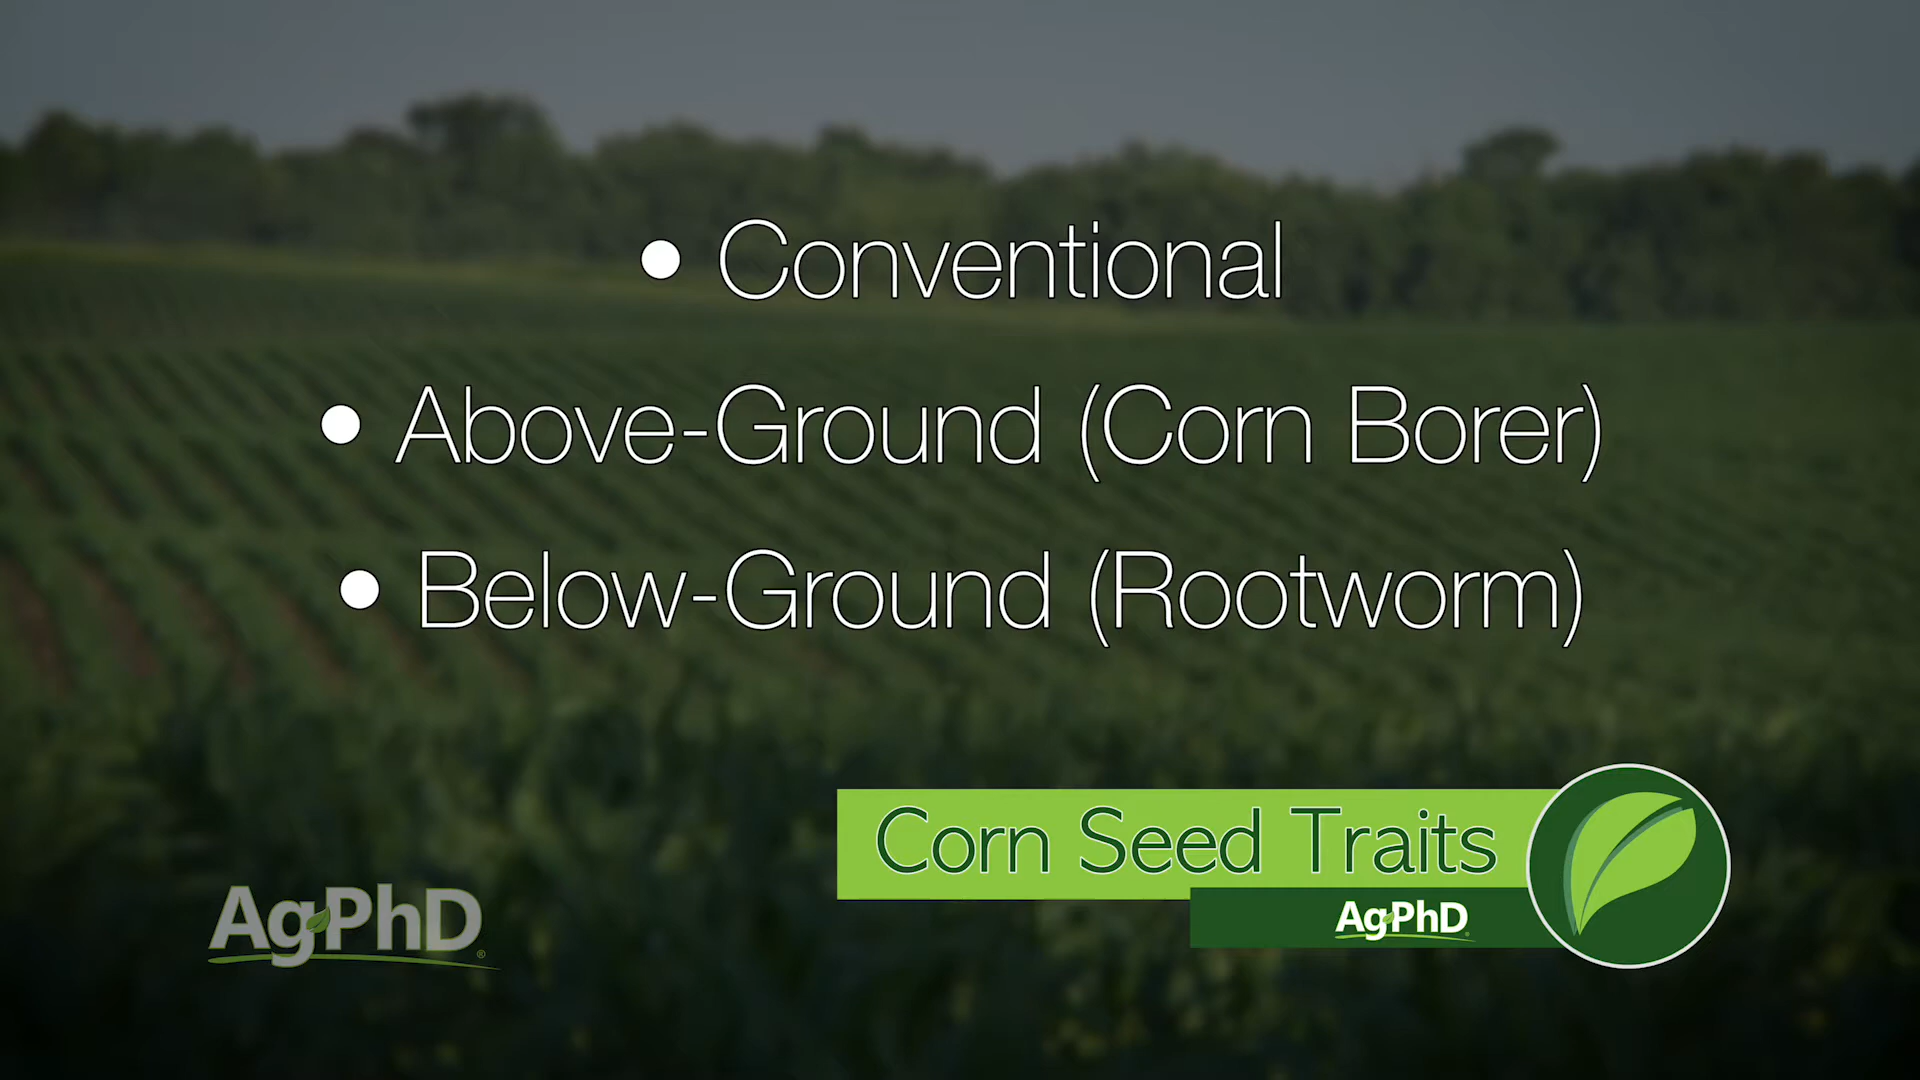 • Conventional
• Above-Ground (Corn Borer)
• Below-Ground (Rootworm)
Corn Seed Traits
AgPhD
AgPhD®